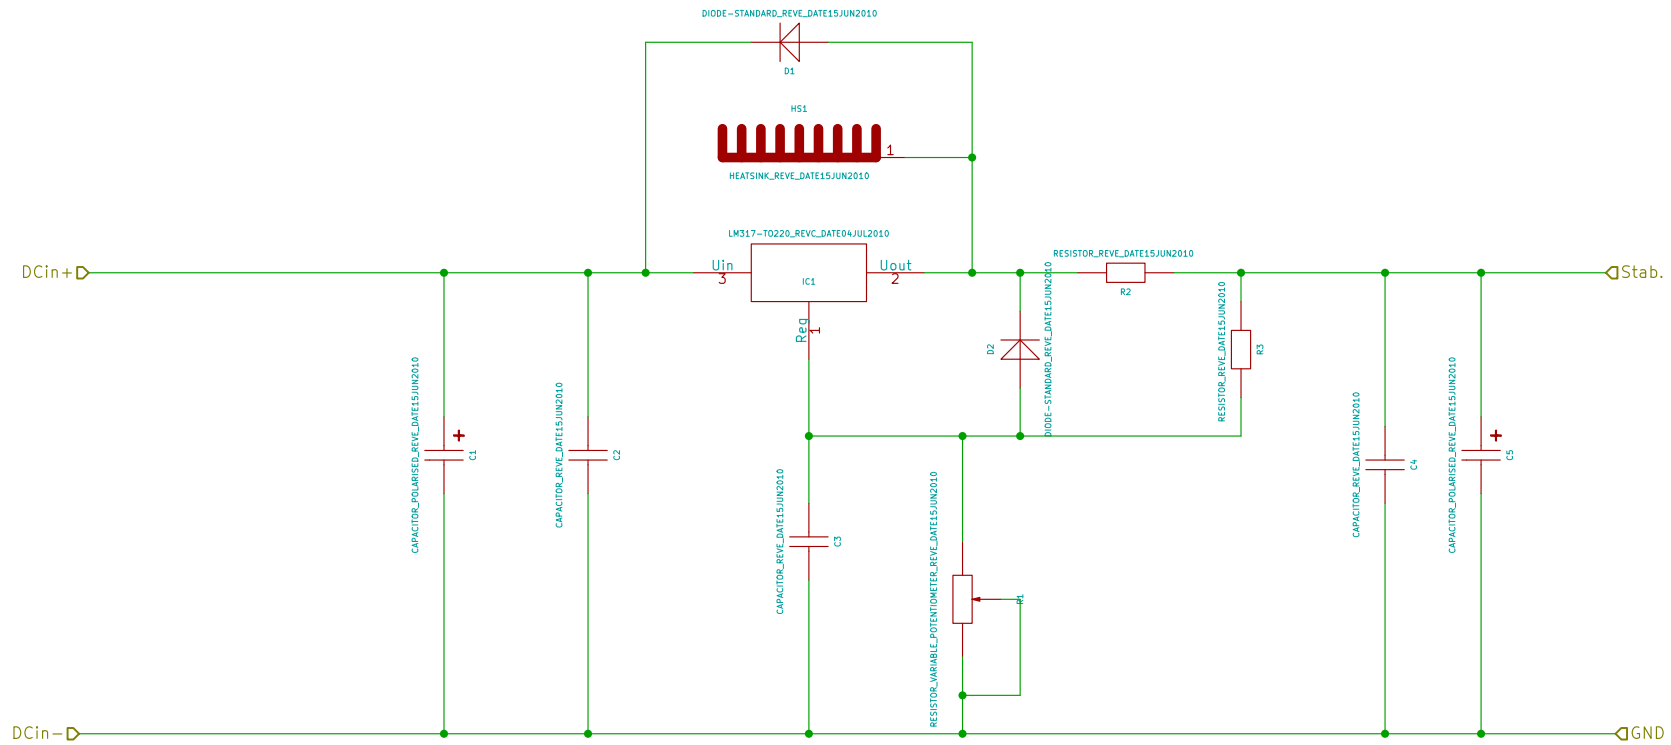 DIODE-STANDARD_REVE_DATE15JUN2010
D1
HS1
1
HEATSINK_REVE_DATE15JUN2010
LM317-TO220_REVC_DATE04JUL2010
Uin
3
IC1
Uout
2
Reg
1
DCin+
RESISTOR_REVE_DATE15JUN2010
R2
Stab.
D2
DIODE-STANDARD_REVE_DATE15JUN2010
RESISTOR_REVE_DATE15JUN2010
R3
CAPACITOR_POLARISED_REVE_DATE15JUN2010
+
C1
CAPACITOR_REVE_DATE15JUN2010
C2
CAPACITOR_REVE_DATE15JUN2010
C3
RESISTOR_VARIABLE_POTENTIOMETER_REVE_DATE15JUN2010
R1
CAPACITOR_REVE_DATE15JUN2010
C4
CAPACITOR_POLARISED_REVE_DATE15JUN2010
+
C5
DCin-
GND